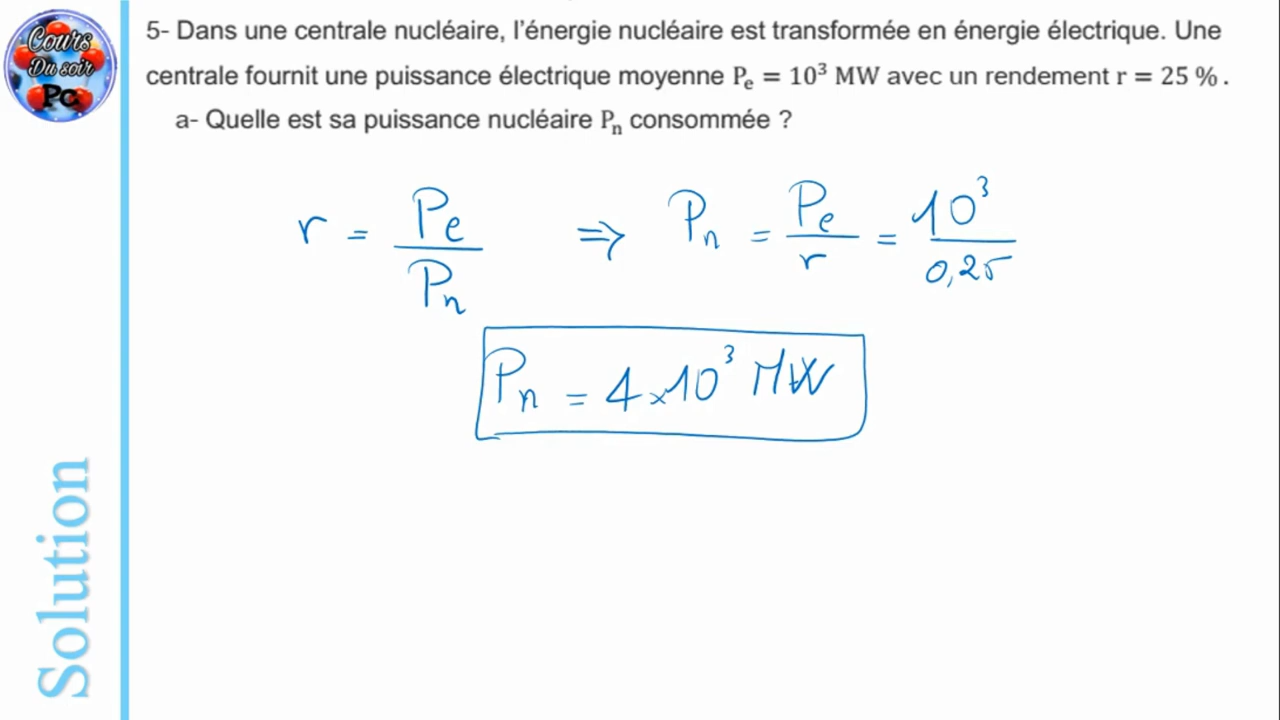 Cours
Du soir
PC
5- Dans une centrale nucléaire, l'énergie nucléaire est transformée en énergie électrique. Une
centrale fournit une puissance électrique moyenne Pₑ = 10³ MW avec un rendement r = 25 % .
a- Quelle est sa puissance nucléaire Pₙ consommée ?
r = Pₑ / Pₙ ⇒ Pₙ = Pₑ / r = 10³ / 0,25
Pₙ = 4 × 10³ MW
Solution